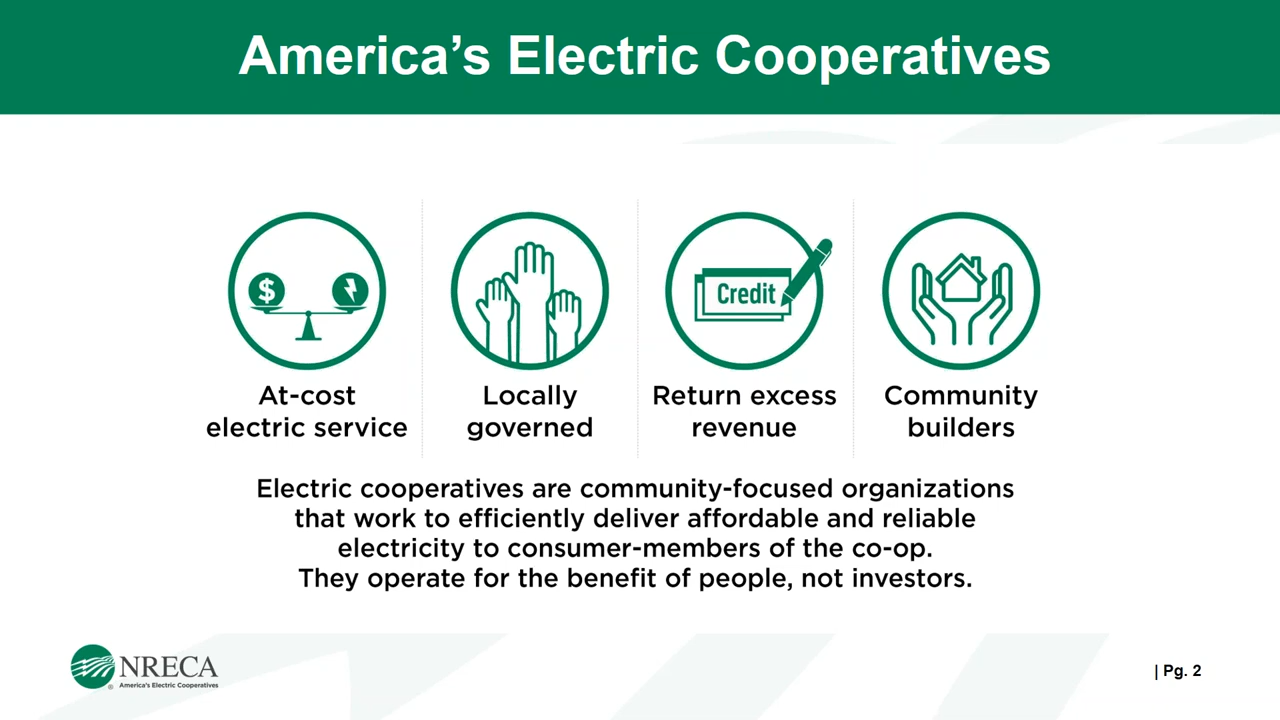 America’s Electric Cooperatives
$
Credit
At-cost
electric service
Locally
governed
Return excess
revenue
Community
builders
Electric cooperatives are community-focused organizations
that work to efficiently deliver affordable and reliable
electricity to consumer-members of the co-op.
They operate for the benefit of people, not investors.
NRECA
®
America’s Electric Cooperatives
| Pg. 2